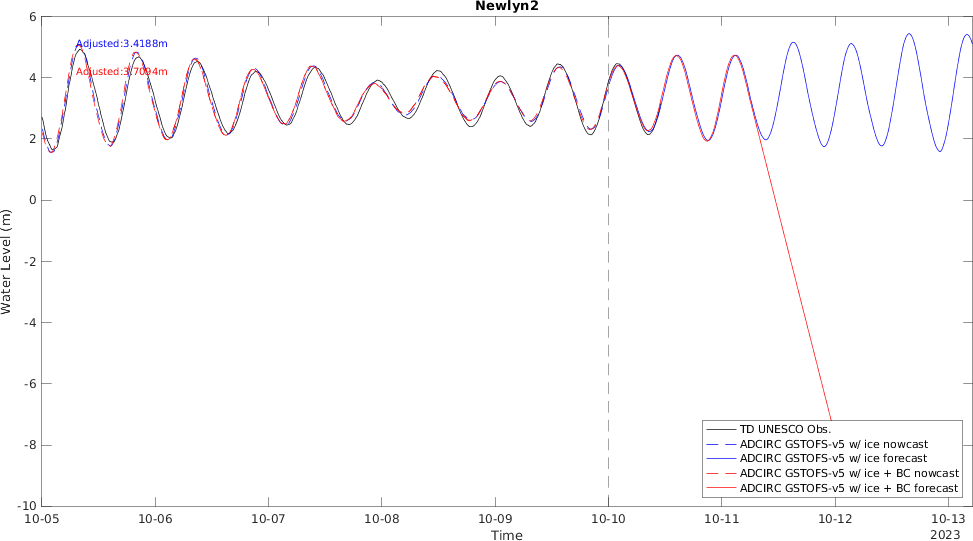 Newlyn2
6
4
2
0
-2
-4
-6
-8
-10
Water Level (m)
Adjusted:3.4188m
Adjusted:3.7094m
TD UNESCO Obs.
ADCIRC GSTOFS-v5 w/ ice nowcast
ADCIRC GSTOFS-v5 w/ ice forecast
ADCIRC GSTOFS-v5 w/ ice + BC nowcast
ADCIRC GSTOFS-v5 w/ ice + BC forecast
10-05 10-06 10-07 10-08 10-09 10-10 10-11 10-12 10-13
2023
Time